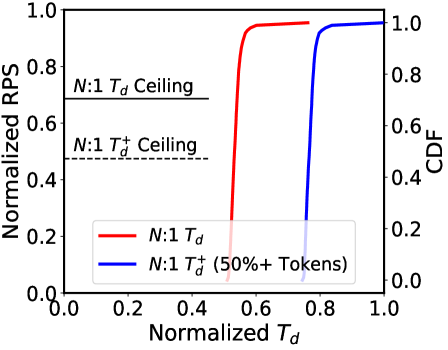 Normalized RPS
1.0
0.8
0.6
0.4
0.2
0.0
N:1 T_d Ceiling
N:1 T_d^+ Ceiling
N:1 T_d
N:1 T_d^+ (50%+ Tokens)
1.0
0.8
0.6
0.4
0.2
0.0
CDF
0.0 0.2 0.4 0.6 0.8 1.0
Normalized T_d